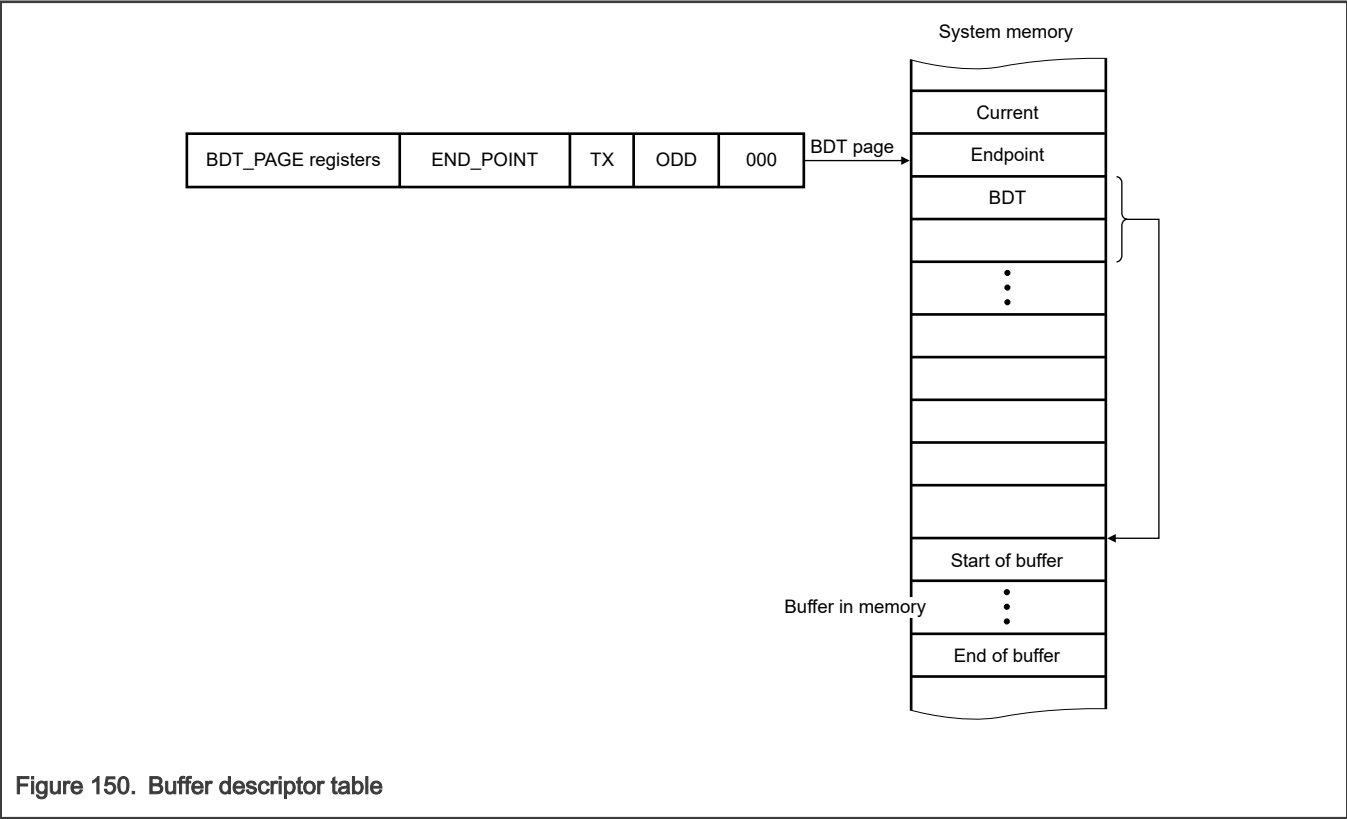 System memory
Current
BDT_PAGE registers END_POINT TX ODD 000 BDT page Endpoint
BDT
Start of buffer
Buffer in memory
End of buffer
Figure 150. Buffer descriptor table